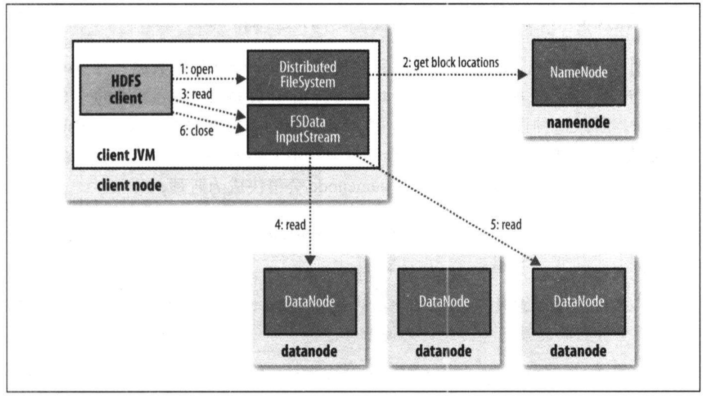 1: open
Distributed
FileSystem
2: get block locations
NameNode
HDFS
client
3: read
6: close
FSData
InputStream
namenode
client JVM
client node
4: read
5: read
DataNode
DataNode
DataNode
datanode
datanode
datanode